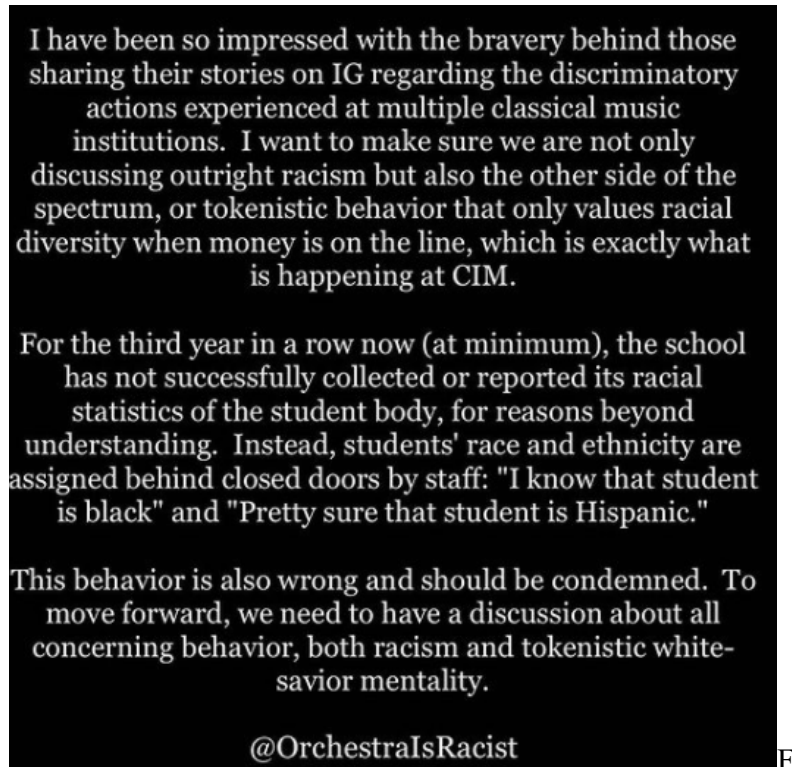 I have been so impressed with the bravery behind those
sharing their stories on IG regarding the discriminatory
actions experienced at multiple classical music
institutions.  I want to make sure we are not only
discussing outright racism but also the other side of the
spectrum, or tokenistic behavior that only values racial
diversity when money is on the line, which is exactly what
is happening at CIM.
For the third year in a row now (at minimum), the school
has not successfully collected or reported its racial
statistics of the student body, for reasons beyond
understanding.  Instead, students' race and ethnicity are
assigned behind closed doors by staff: "I know that student
is black" and "Pretty sure that student is Hispanic."
This behavior is also wrong and should be condemned.  To
move forward, we need to have a discussion about all
concerning behavior, both racism and tokenistic white-
savior mentality.
@OrchestraIsRacist